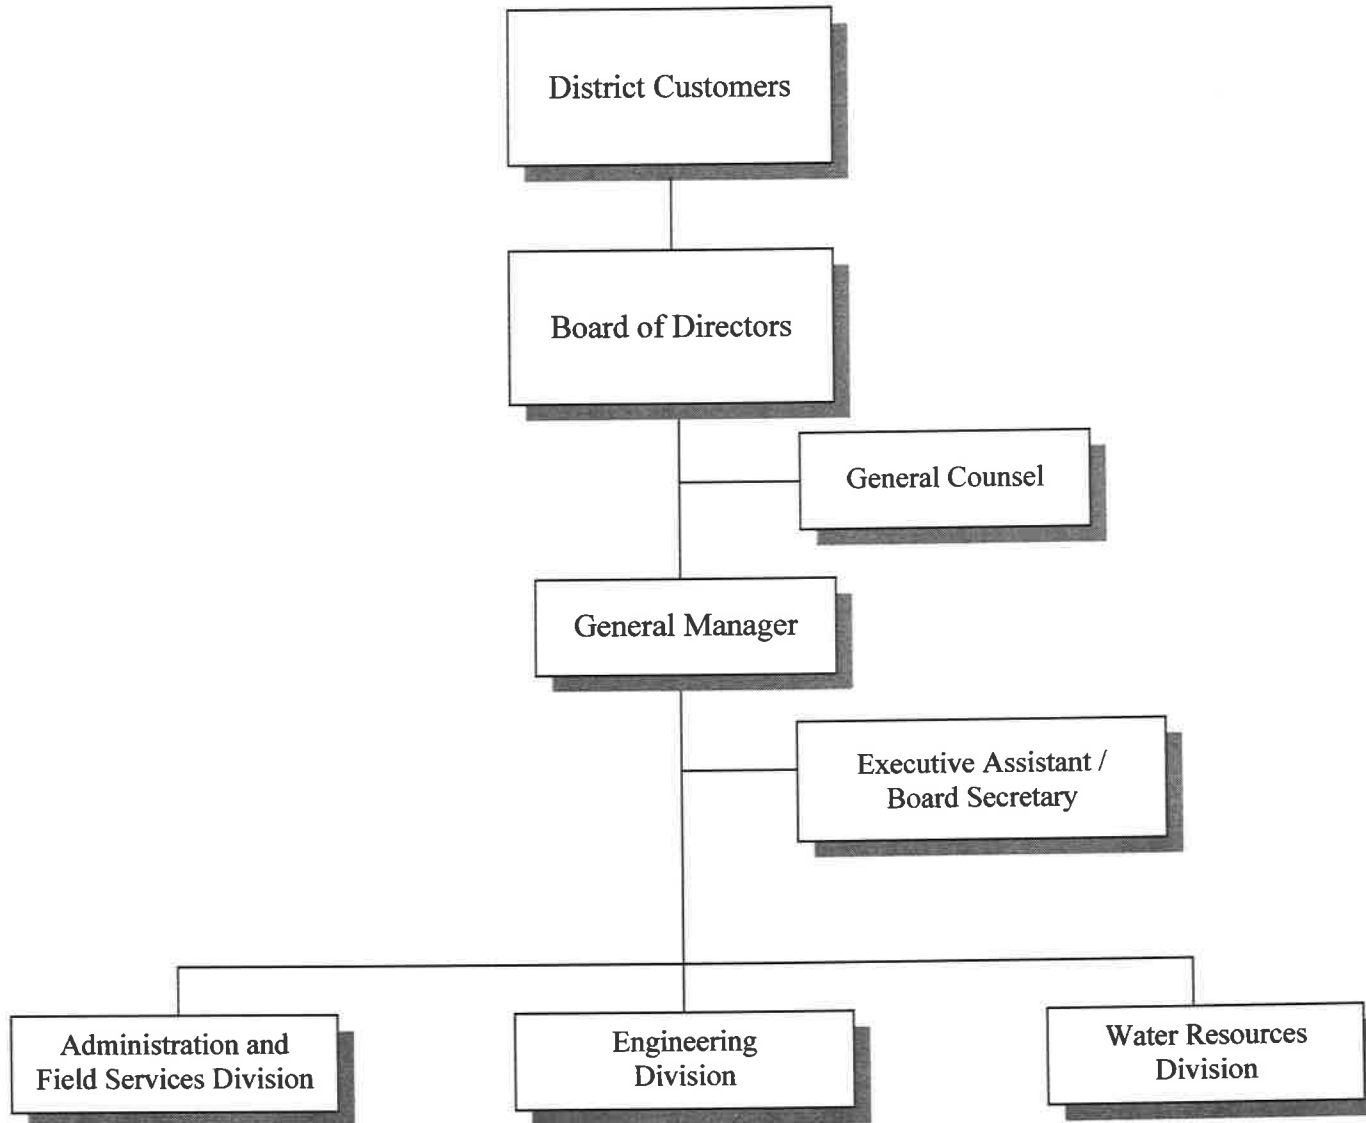 District Customers
Board of Directors
General Counsel
General Manager
Executive Assistant /
Board Secretary
Administration and
Field Services Division
Engineering
Division
Water Resources
Division